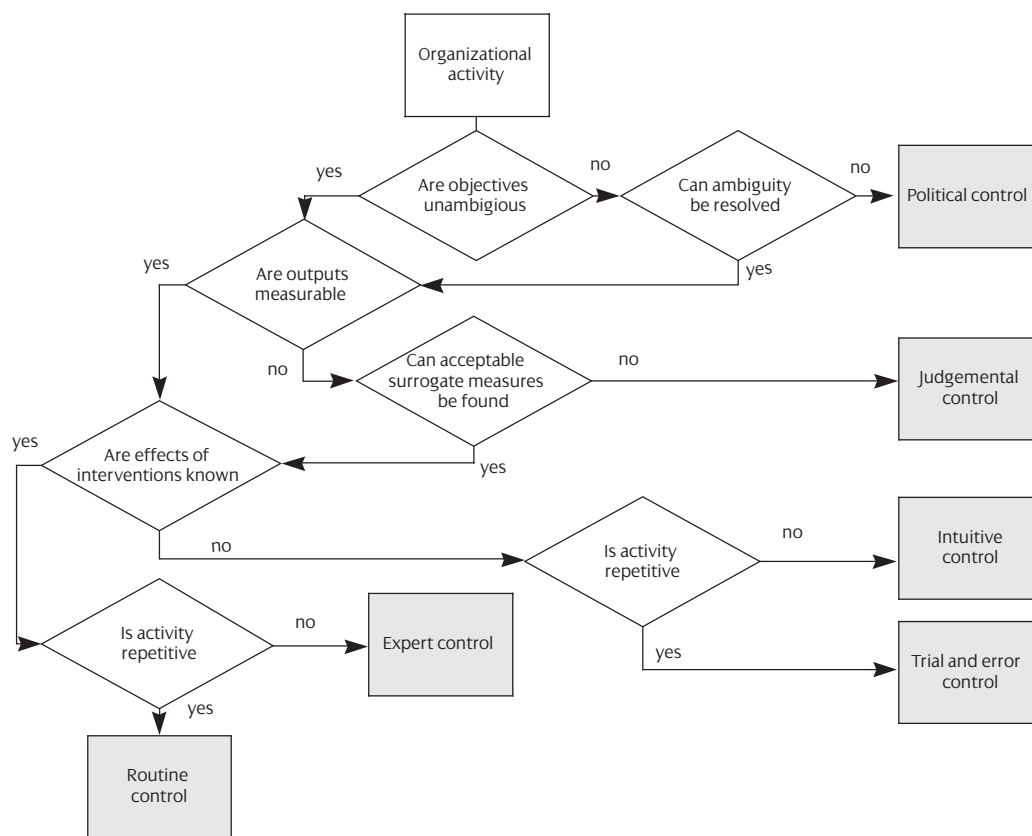 Organizational
activity
yes
no
no
Are objectives
unambigious
Can ambiguity
be resolved
Political control
yes
yes
Are outputs
measurable
no
Can acceptable
surrogate measures
be found
no
Judgemental
control
yes
Are effects of
interventions known
yes
no
Is activity
repetitive
no
Intuitive
control
Is activity
repetitive
no
Expert control
yes
Trial and error
control
yes
Routine
control